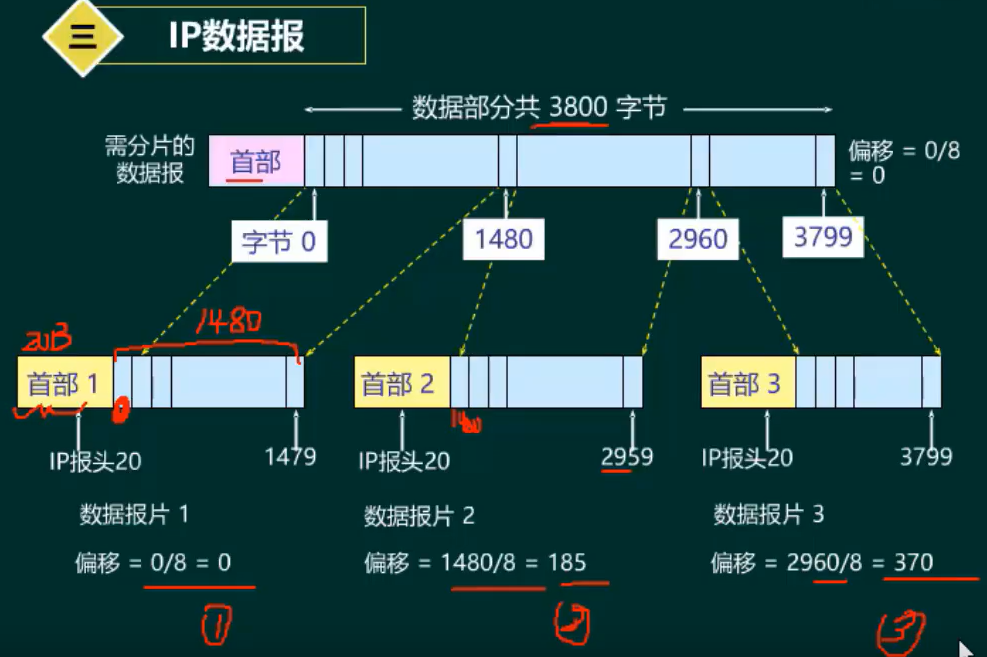 三 IP数据报
数据部分共 3800 字节
需分片的
数据报
首部
偏移 = 0/8
= 0
字节 0
1480
2960
3799
20B
1480
首部 1
首部 2
首部 3
0
1480
IP报头20
1479
IP报头20
2959
IP报头20
3799
数据报片 1
数据报片 2
数据报片 3
偏移 = 0/8 = 0
偏移 = 1480/8 = 185
偏移 = 2960/8 = 370
①
②
③